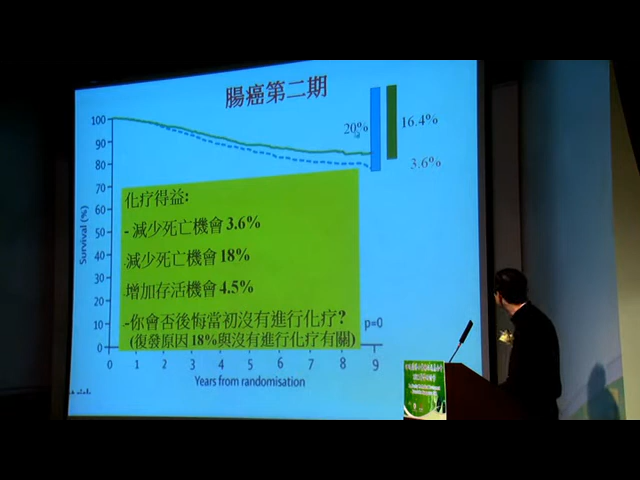 腸癌第二期
100
90
80
70
60
50
40
30
20
10
0
Survival (%)
20%
16.4%
3.6%
化疗得益:
- 減少死亡機會 3.6%
-減少死亡機會 18%
-增加存活機會 4.5%
-你會否後悔當初沒有進行化疗?
(復發原因 18%與沒有進行化疗有關)
p=0
0 1 2 3 4 5 6 7 8 9
Years from randomisation